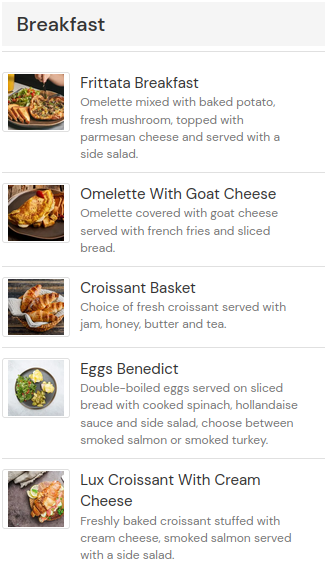 Breakfast
Frittata Breakfast
Omelette mixed with baked potato,
fresh mushroom, topped with
parmesan cheese and served with a
side salad.
Omelette With Goat Cheese
Omelette covered with goat cheese
served with french fries and sliced
bread.
Croissant Basket
Choice of fresh croissant served with
jam, honey, butter and tea.
Eggs Benedict
Double-boiled eggs served on sliced
bread with cooked spinach, hollandaise
sauce and side salad, choose between
smoked salmon or smoked turkey.
Lux Croissant With Cream
Cheese
Freshly baked croissant stuffed with
cream cheese, smoked salmon served
with a side salad.